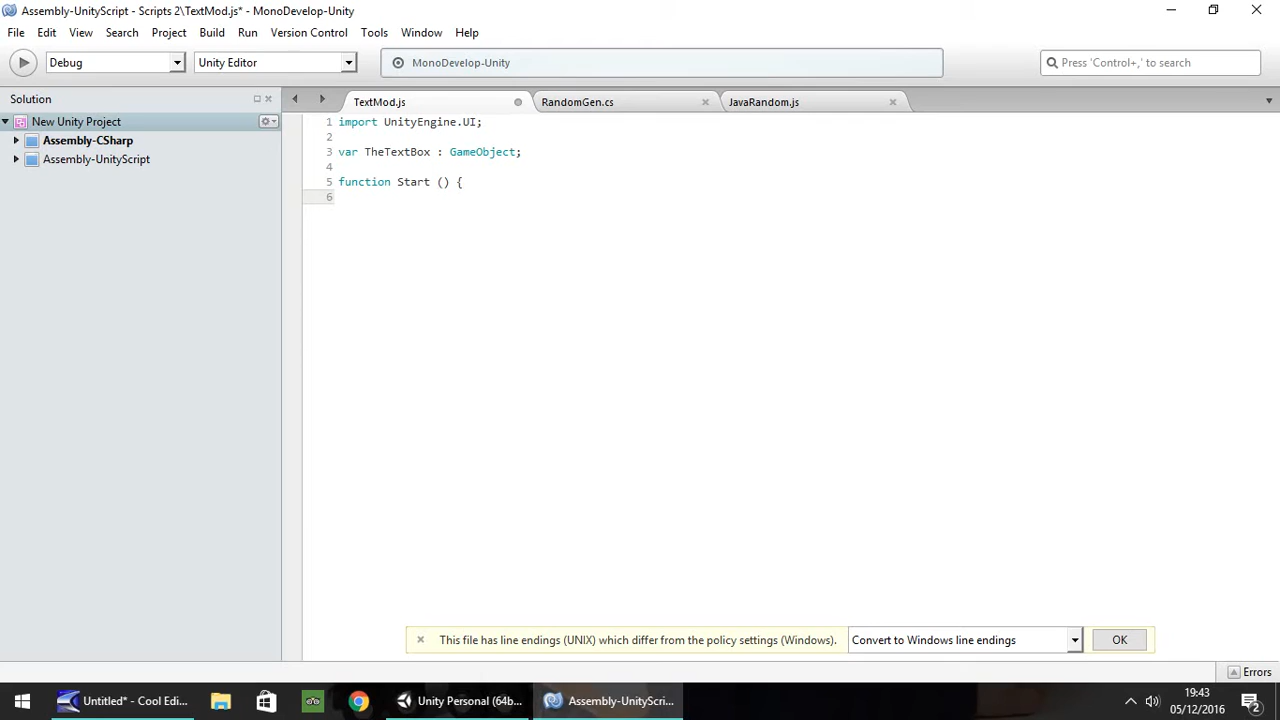 Assembly-UnityScript - Scripts 2\TextMod.js* - MonoDevelop-Unity
File Edit View Search Project Build Run Version Control Tools Window Help
Debug Unity Editor MonoDevelop-Unity Press 'Control+,' to search
Solution TextMod.js RandomGen.cs JavaRandom.js
New Unity Project
Assembly-CSharp
Assembly-UnityScript
1 import UnityEngine.UI;
2
3 var TheTextBox : GameObject;
4
5 function Start () {
6
This file has line endings (UNIX) which differ from the policy settings (Windows). Convert to Windows line endings OK
Errors
Untitled* - Cool Edi... Unity Personal (64b... Assembly-UnityScri... 19:43
05/12/2016 2